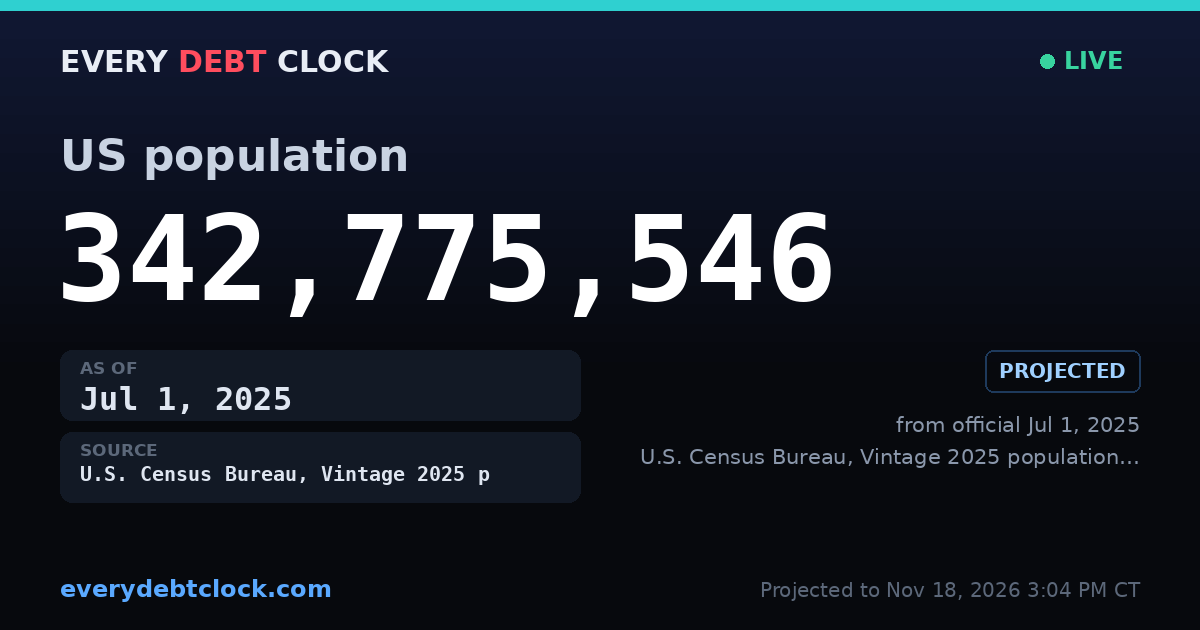 EVERY DEBT CLOCK
LIVE
US population
342,775,546
AS OF
Jul 1, 2025
SOURCE
U.S. Census Bureau, Vintage 2025 p
PROJECTED
from official Jul 1, 2025
U.S. Census Bureau, Vintage 2025 population…
everydebtclock.com
Projected to Nov 18, 2026 3:04 PM CT